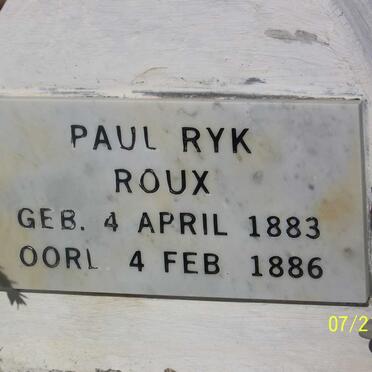 PAUL RYK
ROUX
GEB. 4 APRIL 1883
OORL 4 FEB 1886
07/2